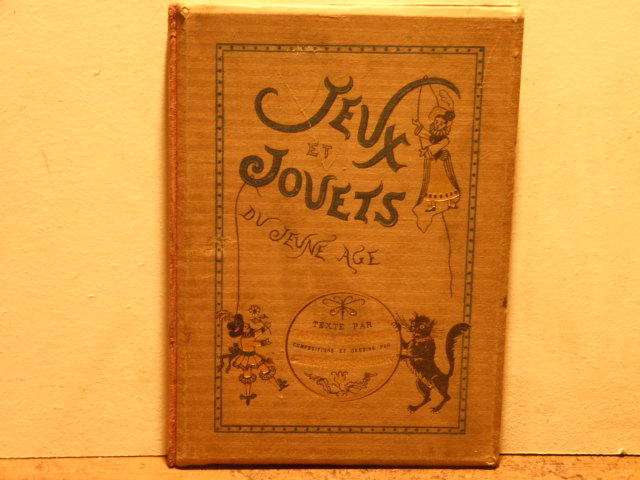 JEUX
ET
JOUETS
DU JEUNE AGE
TEXTE PAR
COMPOSITIONS ET DESSINS PAR